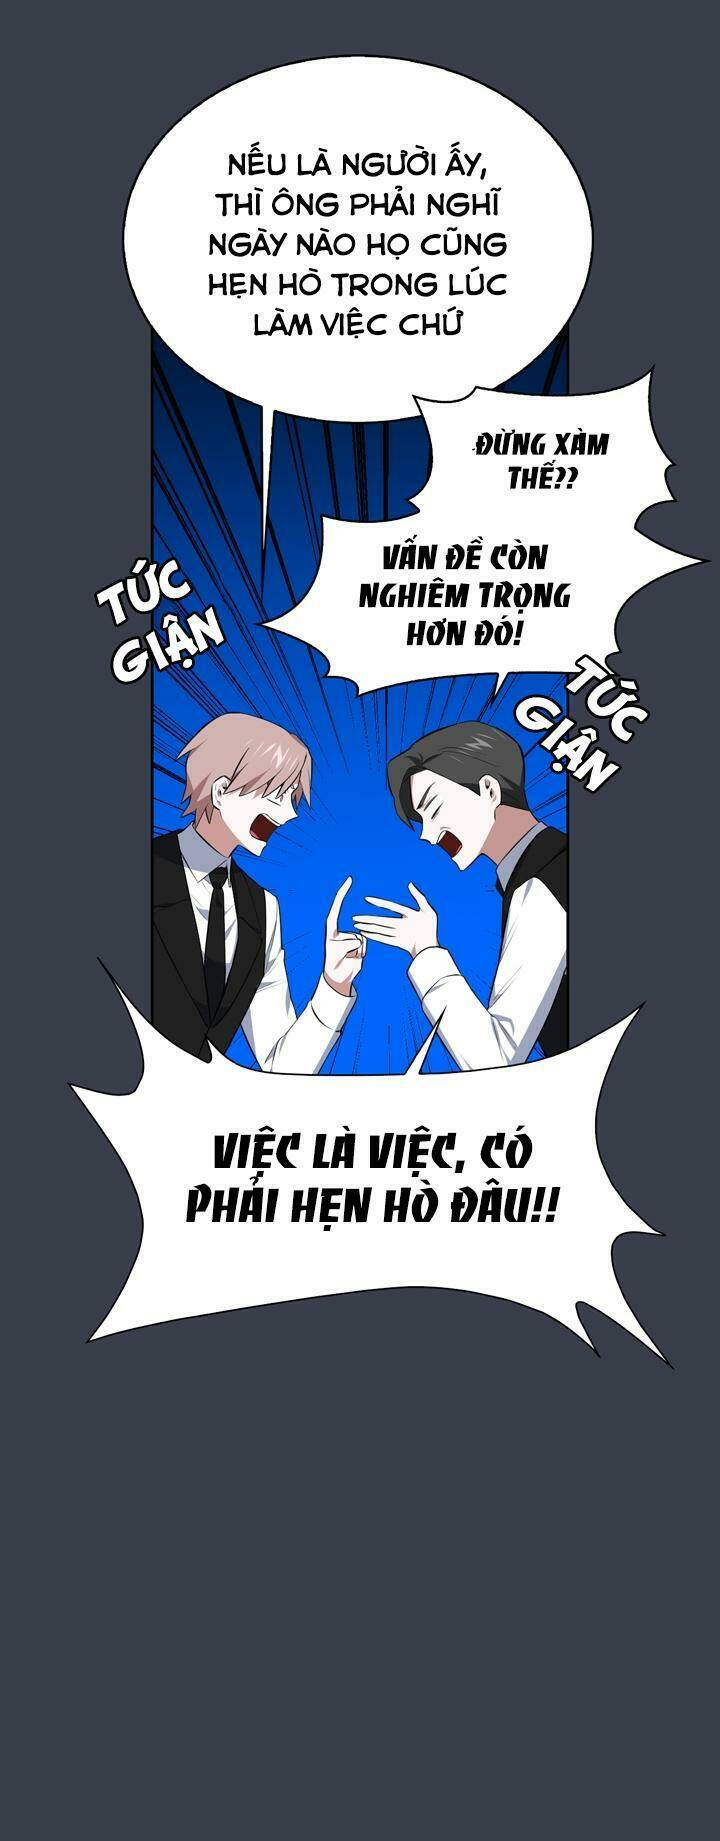 NẾU LÀ NGƯỜI ẤY,
THÌ ÔNG PHẢI NGHĨ
NGÀY NÀO HỌ CŨNG
HẸN HÒ TRONG LÚC
LÀM VIỆC CHỨ
ĐỪNG XÀM
THẾ??
VẤN ĐỀ CÒN
NGHIÊM TRỌNG
HƠN ĐÓ!
TỨC
GIẬN
TỨC
GIẬN
VIỆC LÀ VIỆC, CÓ
PHẢI HẸN HÒ ĐÂU!!